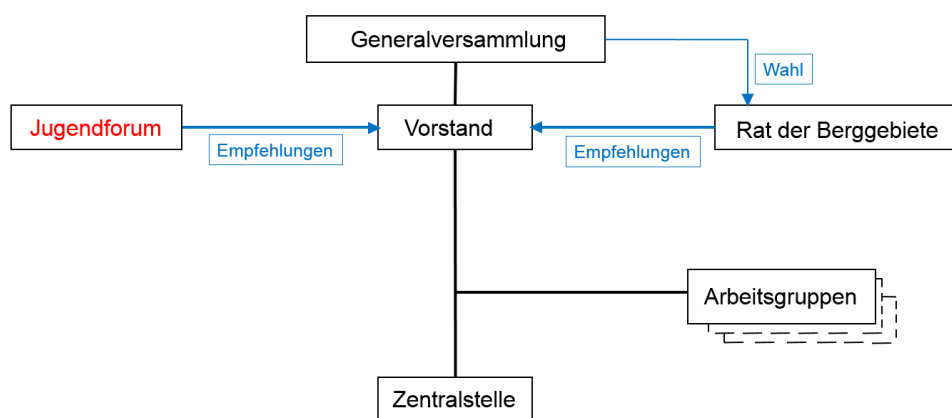 Generalversammlung
Wahl
Jugendforum
Vorstand
Rat der Berggebiete
Empfehlungen
Empfehlungen
Arbeitsgruppen
Zentralstelle